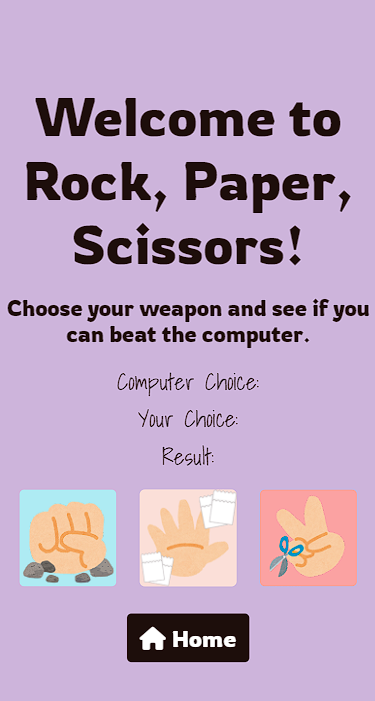 Welcome to
Rock, Paper,
Scissors!
Choose your weapon and see if you
can beat the computer.
Computer Choice:
Your Choice:
Result:
Home